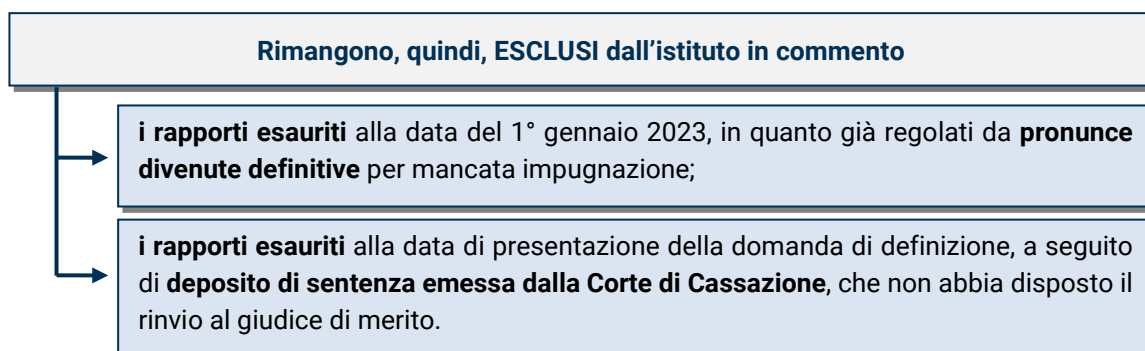 Rimangono, quindi, ESCLUSI dall'istituto in commento
i rapporti esauriti alla data del 1° gennaio 2023, in quanto già regolati da pronunce
divenute definitive per mancata impugnazione;
i rapporti esauriti alla data di presentazione della domanda di definizione, a seguito
di deposito di sentenza emessa dalla Corte di Cassazione, che non abbia disposto il
rinvio al giudice di merito.